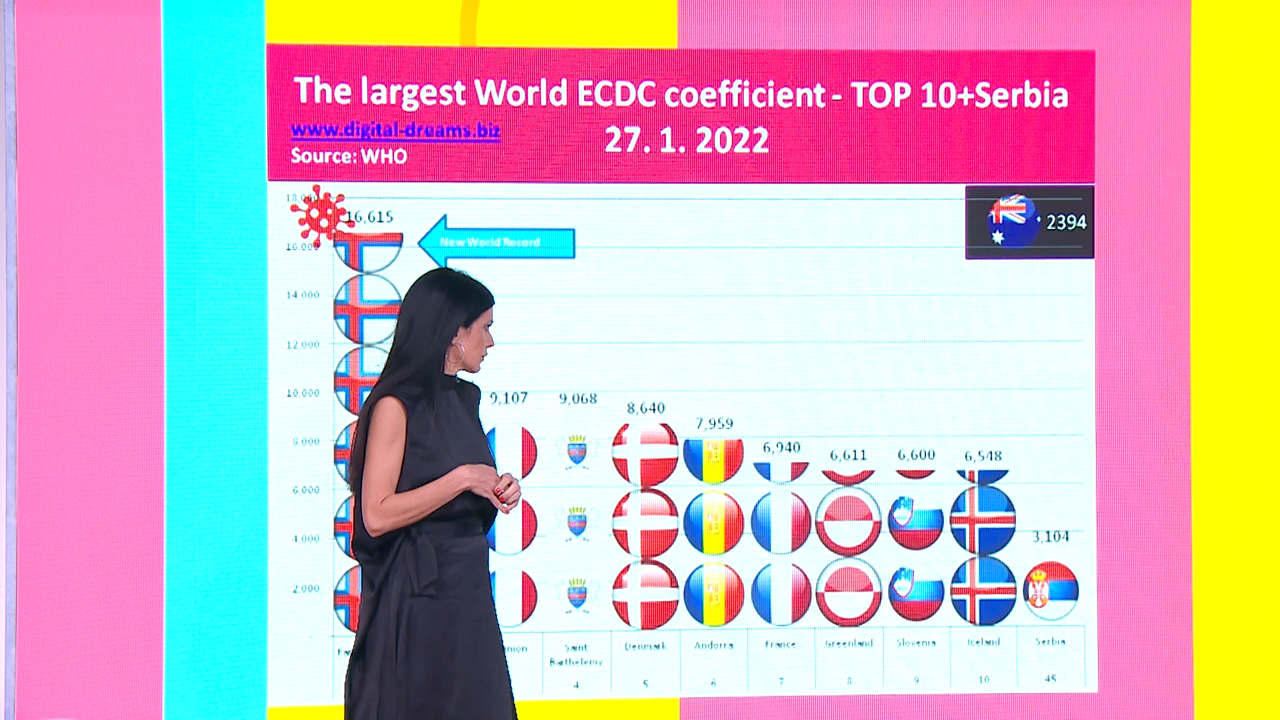 The largest World ECDC coefficient - TOP 10+Serbia
www.digital-dreams.biz
27. 1. 2022
Source: WHO
18,000
16,615
New World Record
2394
16,000
14,000
12,000
10,000
9,107
9,068
8,640
7,959
6,940
6,611
6,600
6,548
8,000
6,000
4,000
3,104
2,000
Saint Barthelemy
Denmark
Andorra
France
Greenland
Slovenia
Iceland
Serbia
4
5
6
7
8
9
10
45